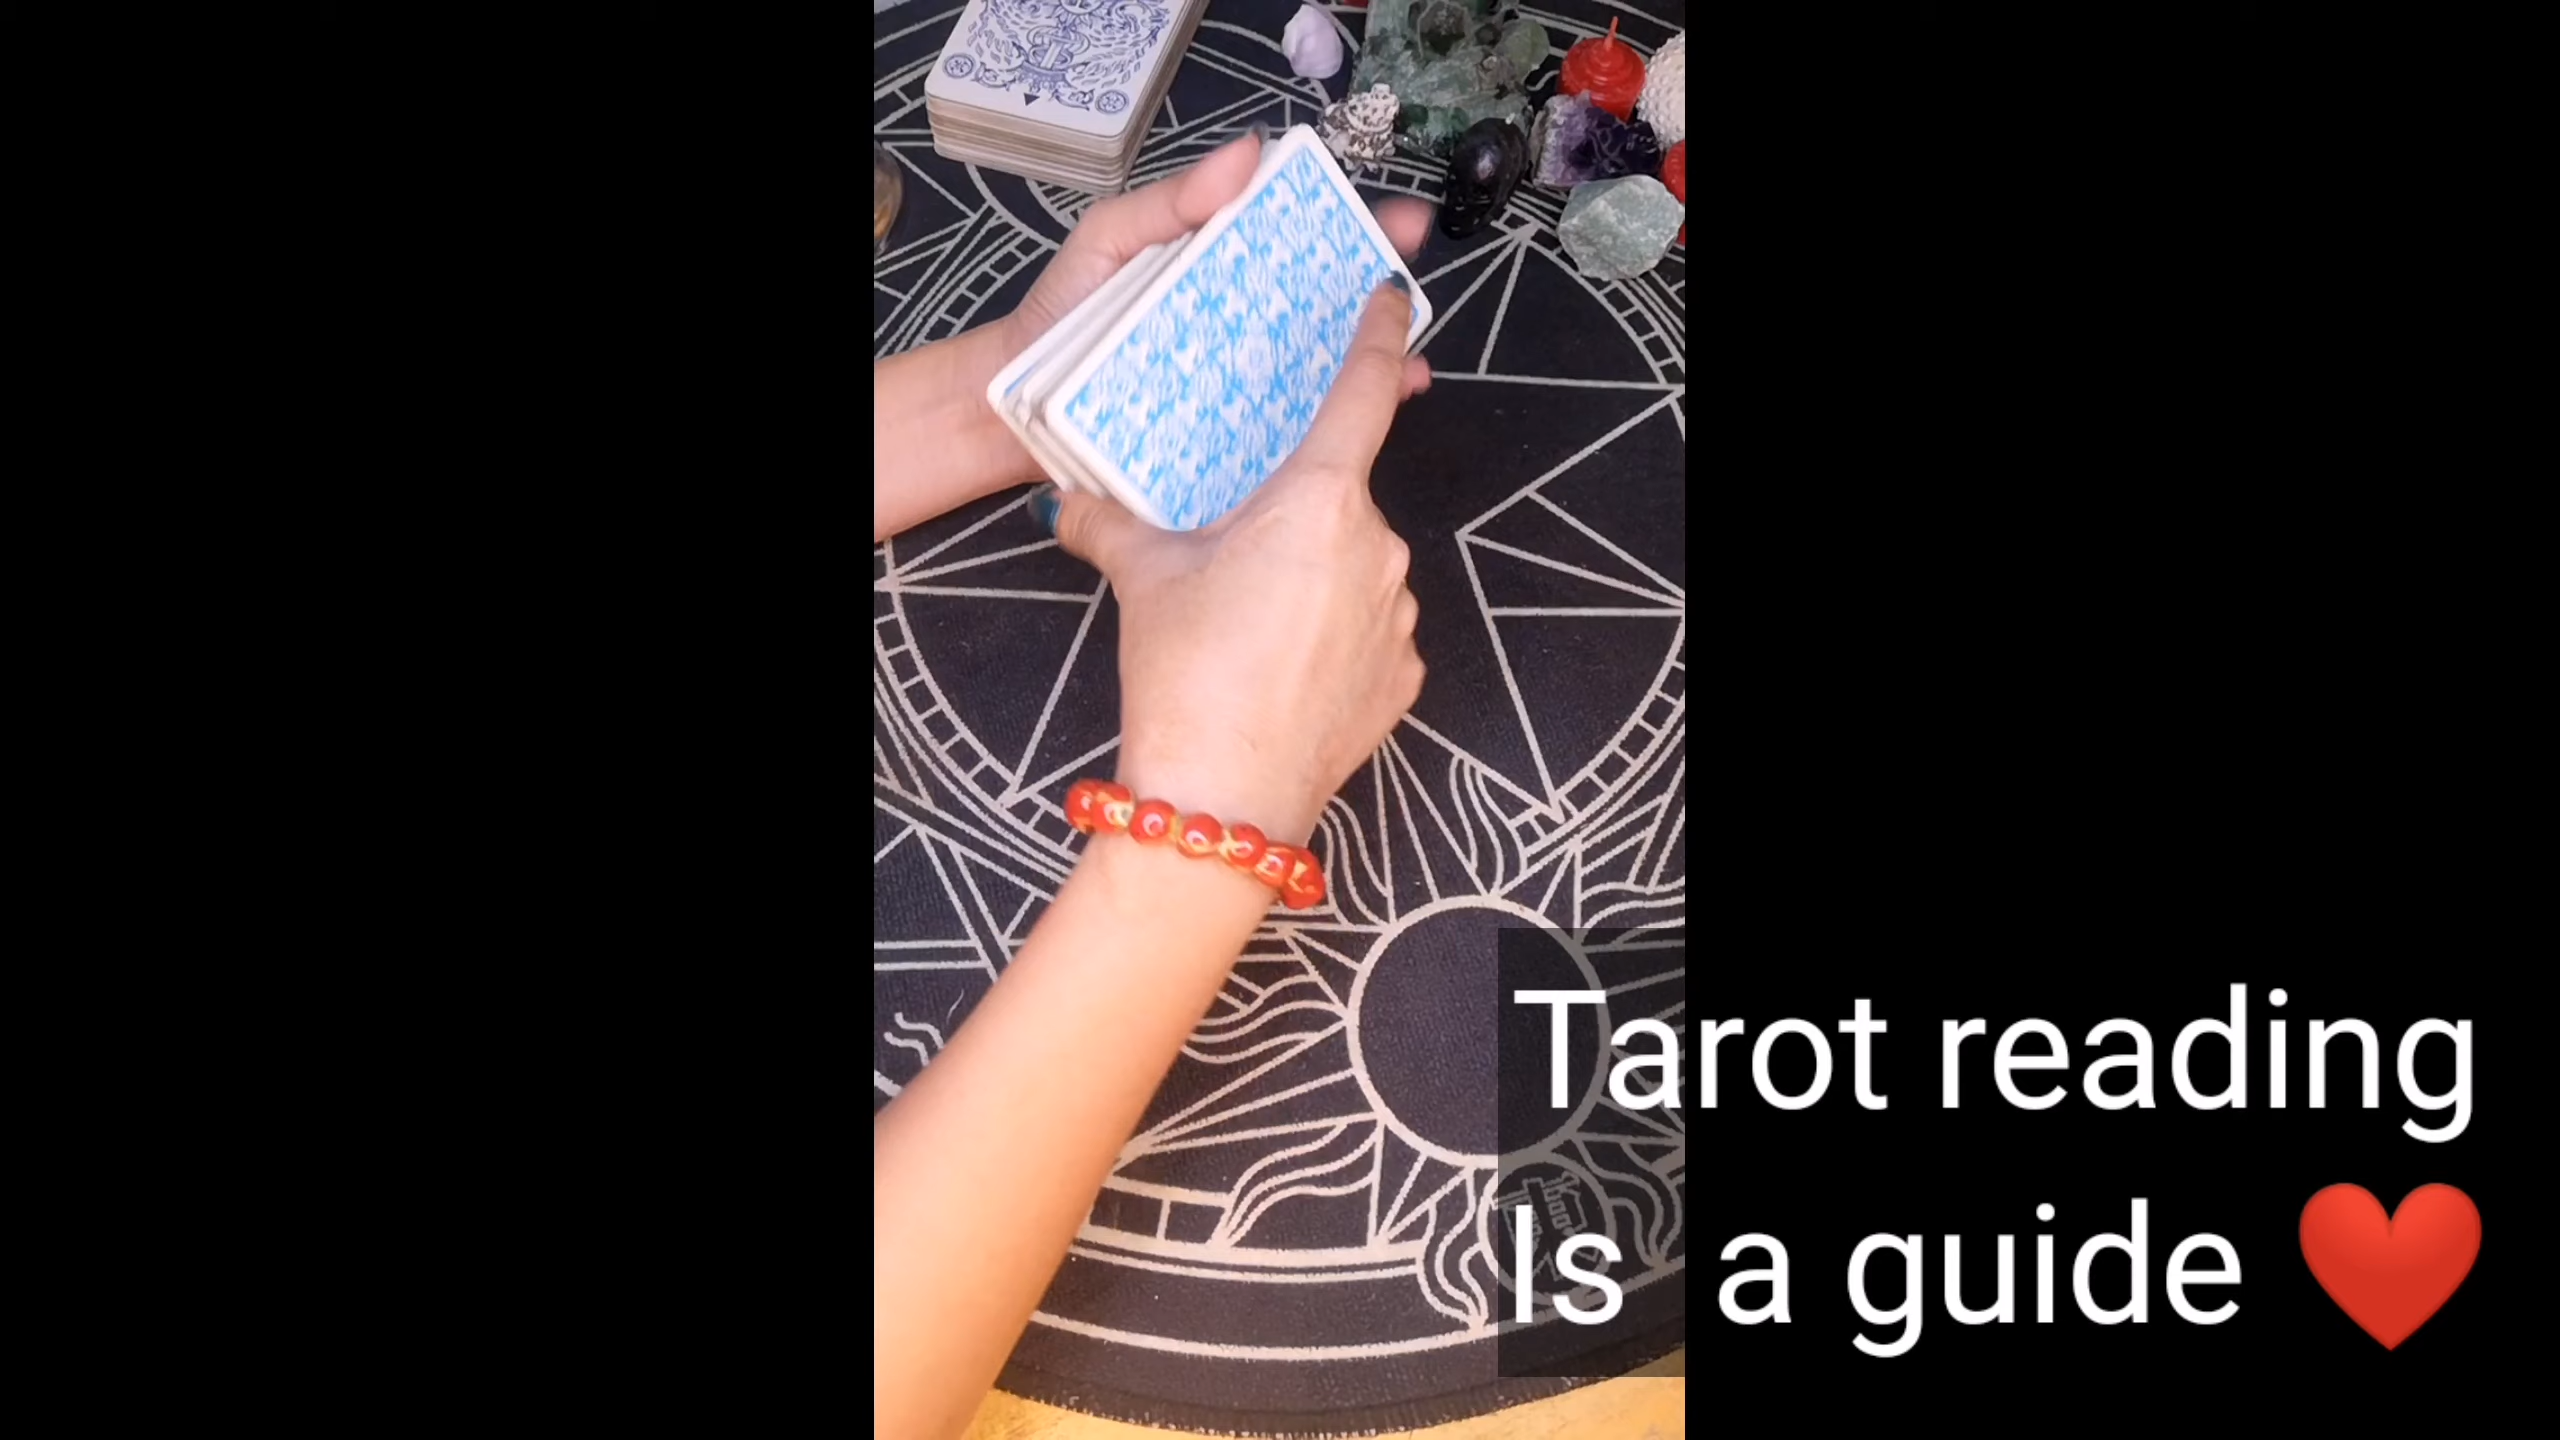 Tarot reading
Is a guide ❤️